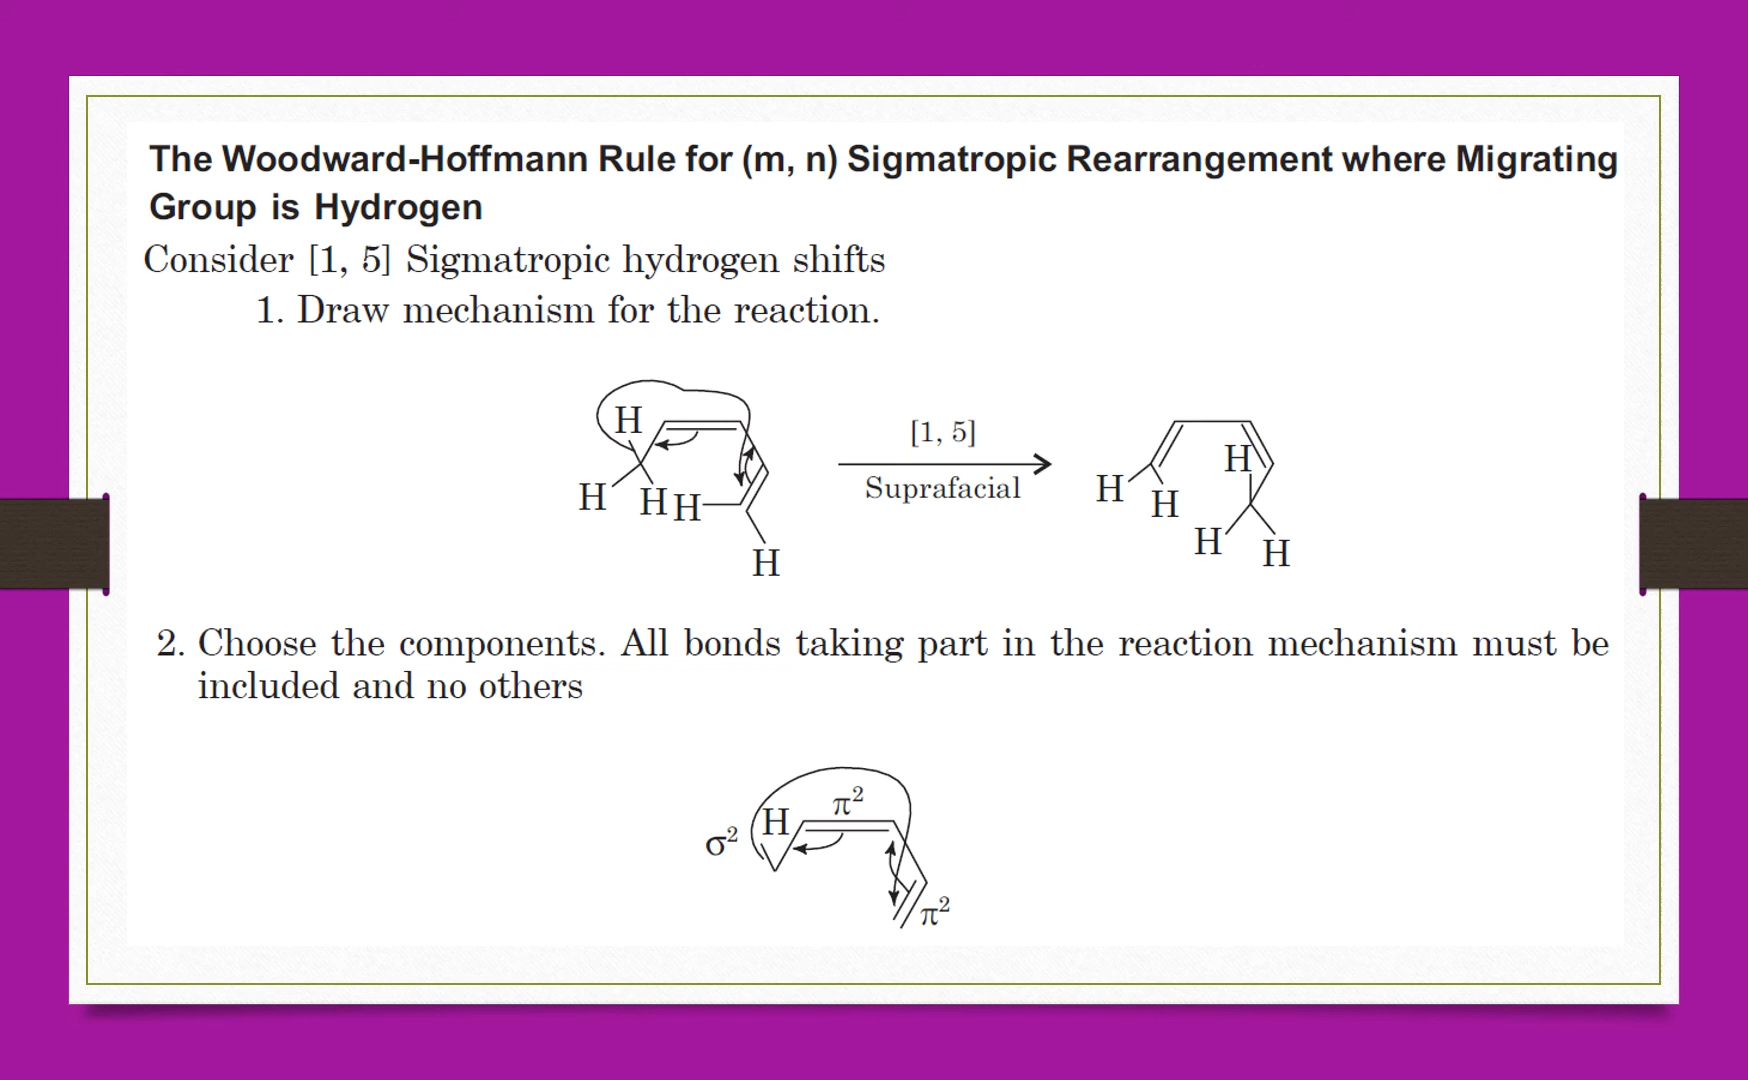 The Woodward-Hoffmann Rule for (m, n) Sigmatropic Rearrangement where Migrating
Group is Hydrogen
Consider [1, 5] Sigmatropic hydrogen shifts
1. Draw mechanism for the reaction.
H
H H H
H
[1, 5]
Suprafacial
H
H H
H H
2. Choose the components. All bonds taking part in the reaction mechanism must be
included and no others
σ² H π²
π²